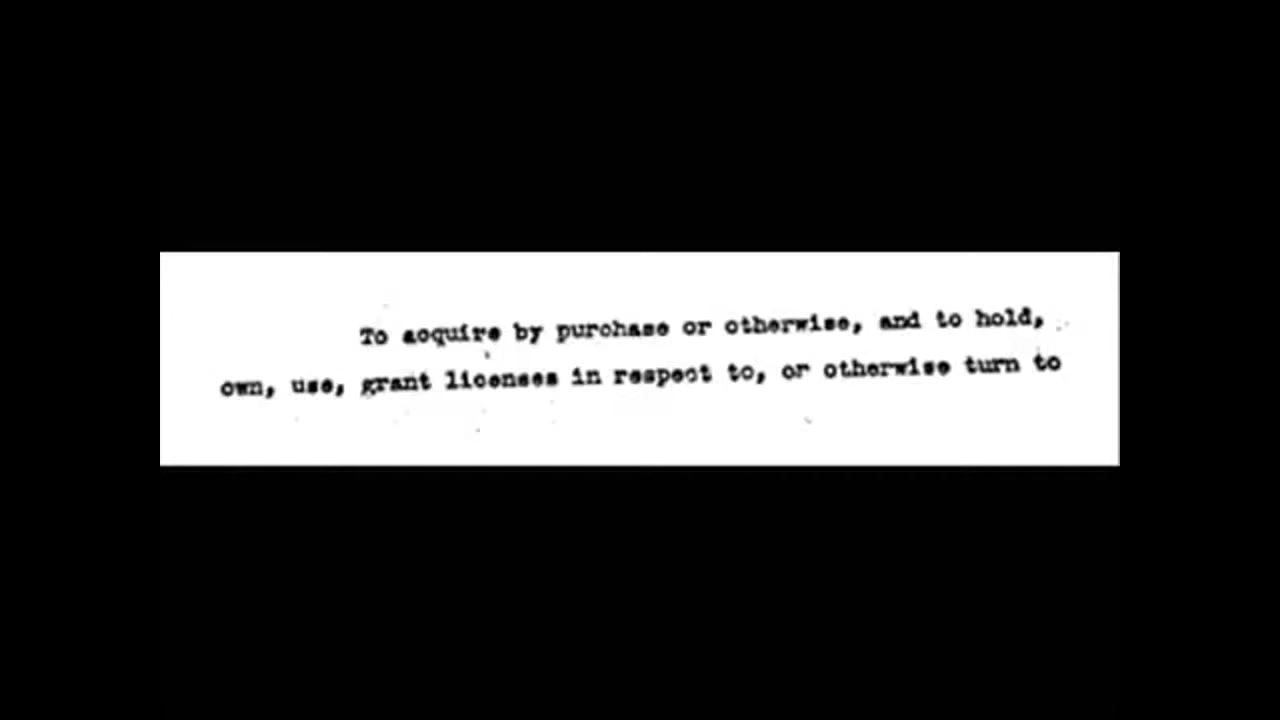 To acquire by purchase or otherwise, and to hold,
own, use, grant licenses in respect to, or otherwise turn to